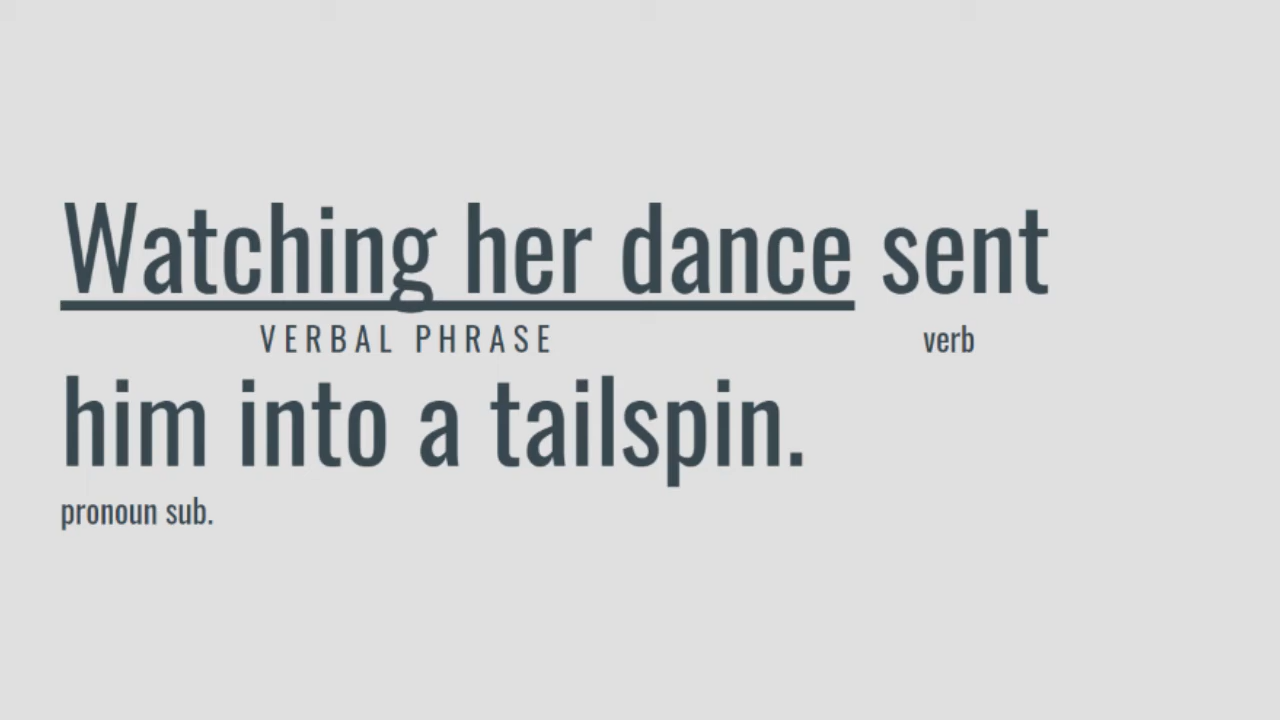 Watching her dance sent
VERBAL PHRASE verb
him into a tailspin.
pronoun sub.